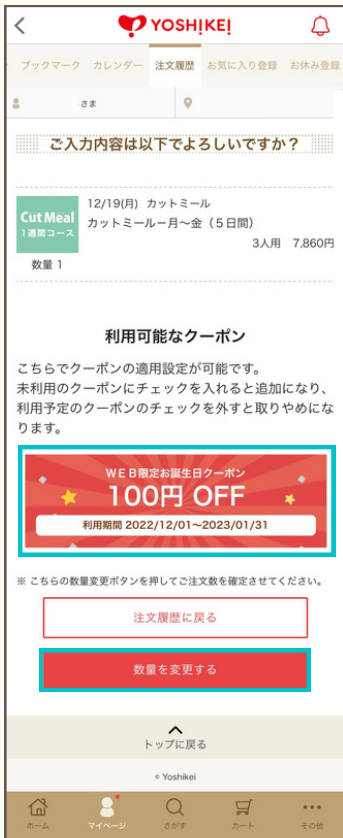 YOSHIKEI
ブックマーク カレンダー 注文履歴 お気に入り登録 お休み登録
さま
ご入力内容は以下でよろしいですか？
Cut Meal
1週間コース
12/19(月) カットミール
カットミールー月〜金（5日間）
3人用 7,860円
数量 1
利用可能なクーポン
こちらでクーポンの適用設定が可能です。
未利用のクーポンにチェックを入れると追加になり、
利用予定のクーポンのチェックを外すと取りやめにな
ります。
WEB限定お誕生日クーポン
100円 OFF
利用期間 2022/12/01〜2023/01/31
※ こちらの数量変更ボタンを押してご注文数を確定させてください。
注文履歴に戻る
数量を変更する
トップに戻る
© Yoshikei
ホーム マイページ さがす カート その他